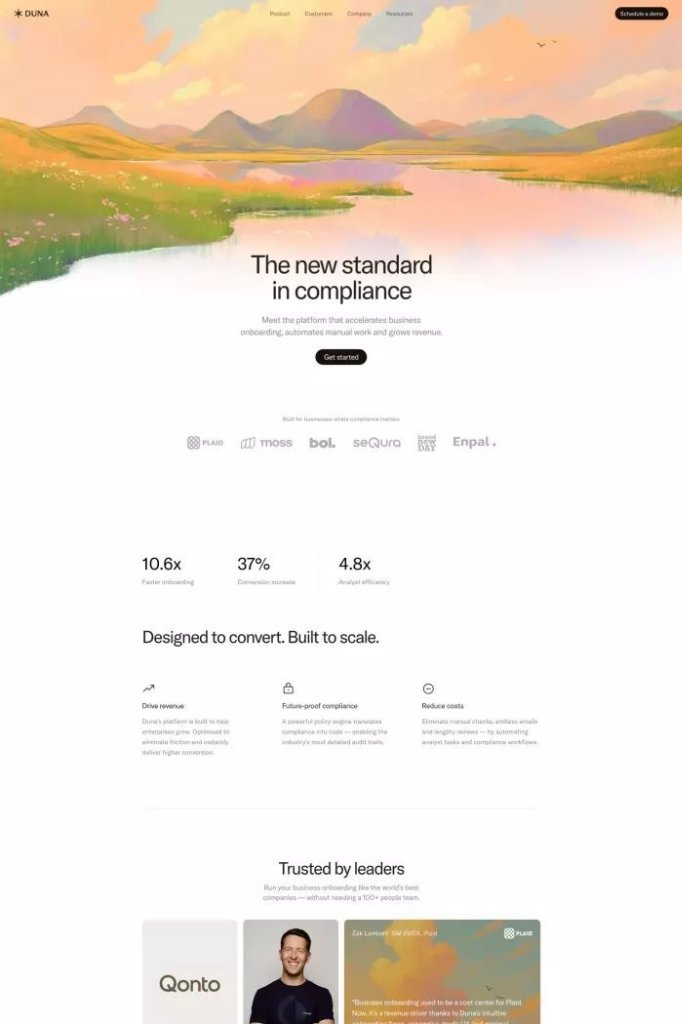 DUNA
Product Customers Company Resources
Schedule a demo
The new standard
in compliance
Meet the platform that accelerates business
onboarding, automates manual work and grows revenue.
Get started
Built for businesses where compliance matters.
PLAID moss bol. seQura brand new DAY Enpal.
10.6x 37% 4.8x
Faster onboarding Conversion increase Analyst efficiency
Designed to convert. Built to scale.
Drive revenue
Duna's platform is built to help
enterprises grow. Optimised to
eliminate friction and instantly
deliver higher conversion.
Future-proof compliance
A powerful policy engine translates
compliance into code — enabling the
industry's most detailed audit trails.
Reduce costs
Eliminate manual checks, endless emails
and lengthy reviews — by automating
analyst tasks and compliance workflows.
Trusted by leaders
Run your business onboarding like the world's best
companies — without needing a 100+ people team.
Qonto
Zak Lambert, GM EMEA, Plaid
PLAID
"Business onboarding used to be a cost center for Plaid.
Now, it's a revenue driver thanks to Duna's intuitive